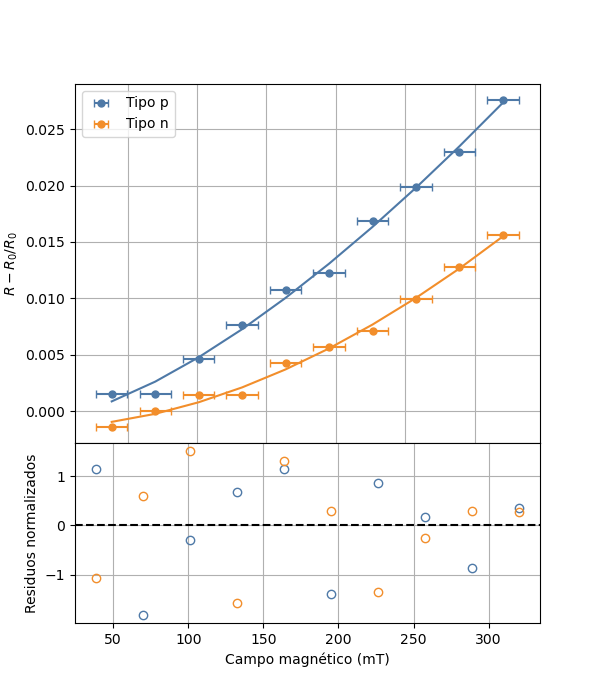 Tipo p
Tipo n
0.025
0.020
0.015
0.010
0.005
0.000
R − R₀/R₀
1
0
−1
Residuos normalizados
50 100 150 200 250 300
Campo magnético (mT)